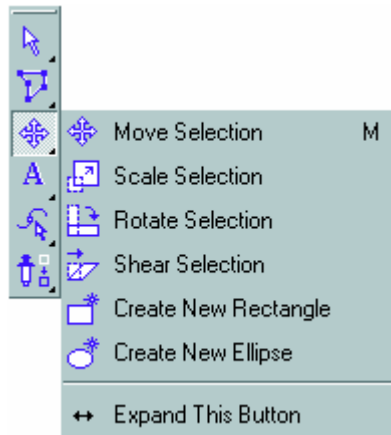 Move Selection M
Scale Selection
A
Rotate Selection
Shear Selection
Create New Rectangle
Create New Ellipse
Expand This Button